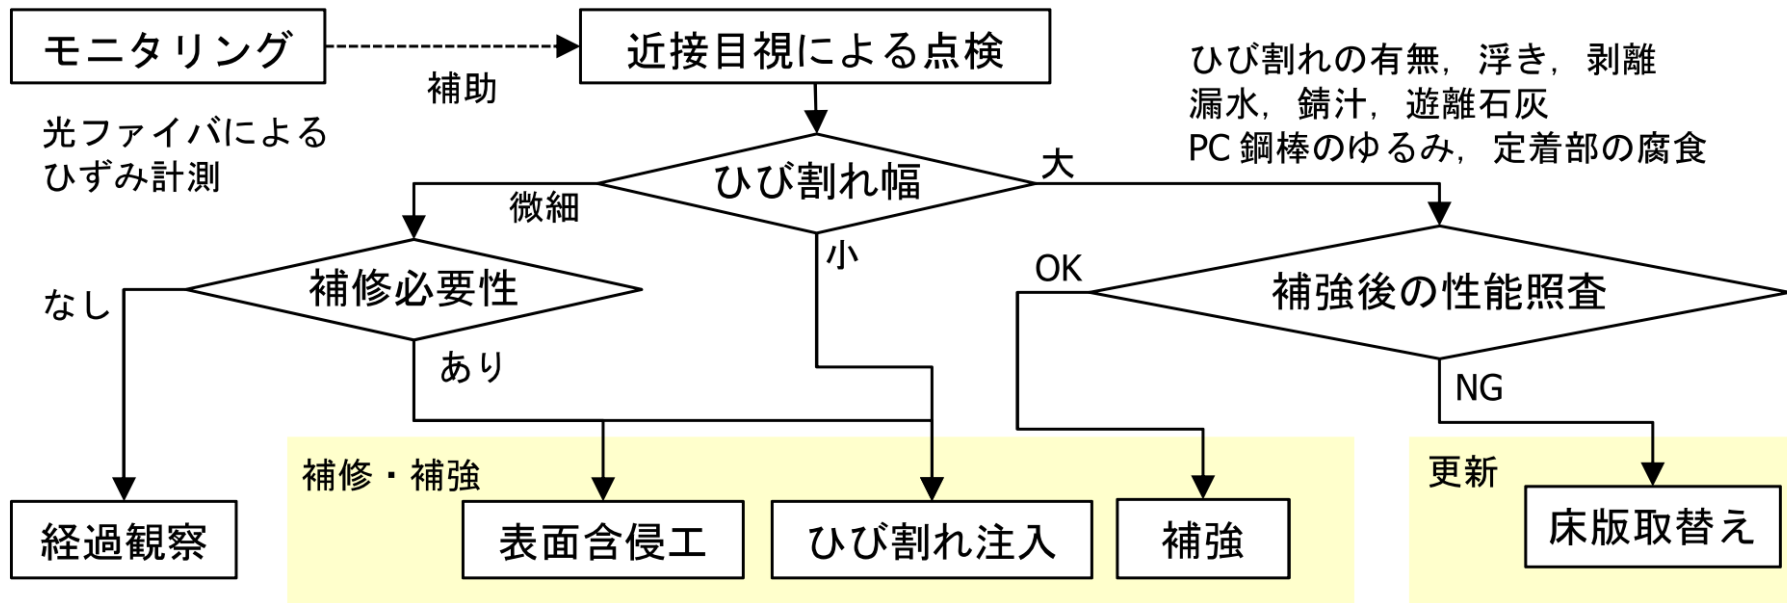 モニタリング
補助
近接目視による点検
ひび割れの有無，浮き，剥離
漏水，錆汁，遊離石灰
PC 鋼棒のゆるみ，定着部の腐食
光ファイバによる
ひずみ計測
ひび割れ幅
微細
小
大
補修必要性
なし
あり
補強後の性能照査
OK
NG
補修・補強
更新
経過観察
表面含侵工
ひび割れ注入
補強
床版取替え